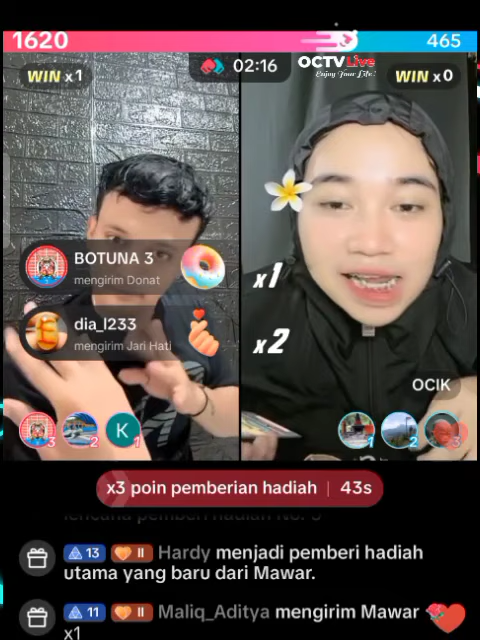 1620
465
WIN x1
02:16
OCTV Live
Enjoy Your Life!
WIN x0
BOTUNA 3
mengirim Donat
dia_l233
mengirim Jari Hati
x1
x2
OCIK
3
2
K
1
1
2
3
x3 poin pemberian hadiah | 43s
13 II Hardy menjadi pemberi hadiah
utama yang baru dari Mawar.
11 II Maliq_Aditya mengirim Mawar
x1